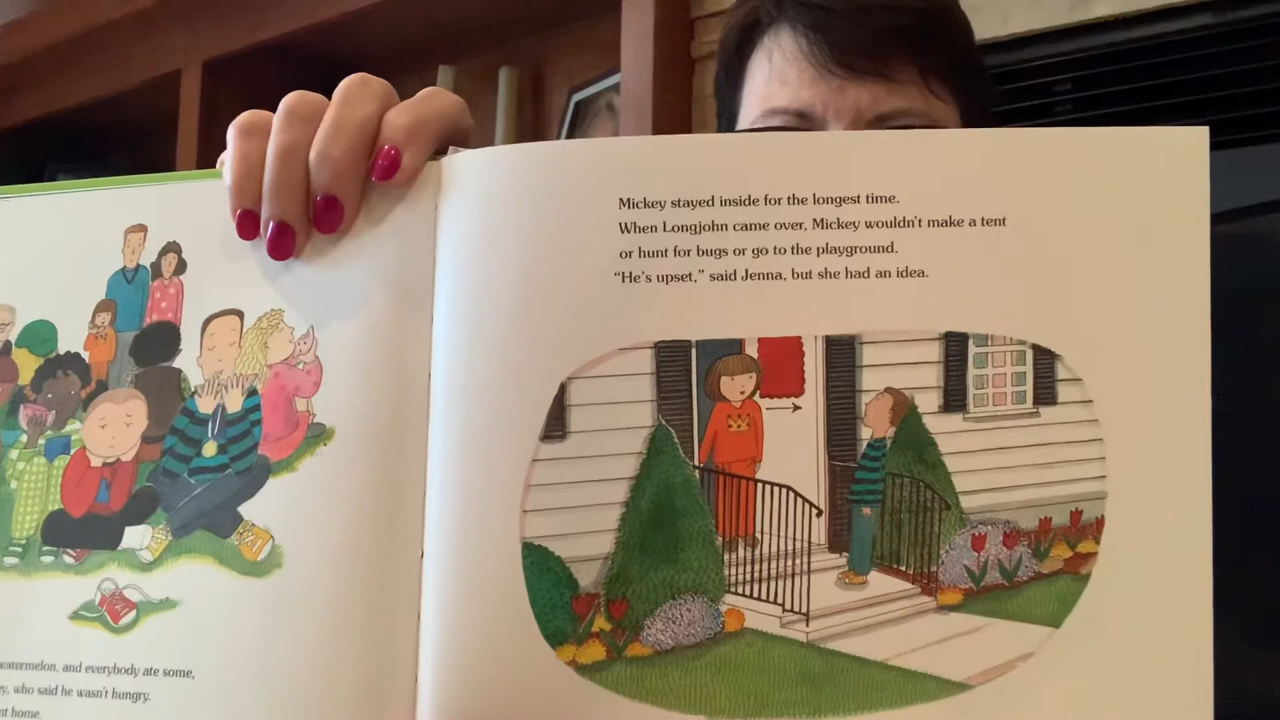 watermelon, and everybody ate some,
who said he wasn't hungry.
home.
Mickey stayed inside for the longest time.
When Longjohn came over, Mickey wouldn't make a tent
or hunt for bugs or go to the playground.
“He's upset,” said Jenna, but she had an idea.